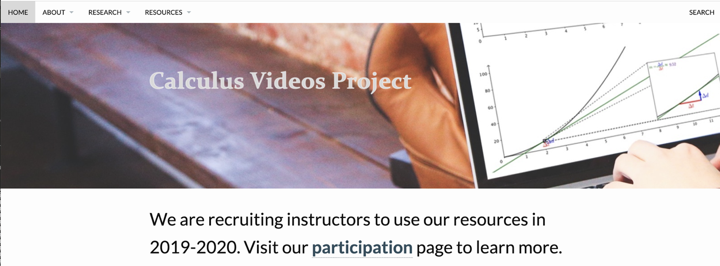 HOME ABOUT RESEARCH RESOURCES SEARCH
Calculus Videos Project
We are recruiting instructors to use our resources in
2019-2020. Visit our participation page to learn more.